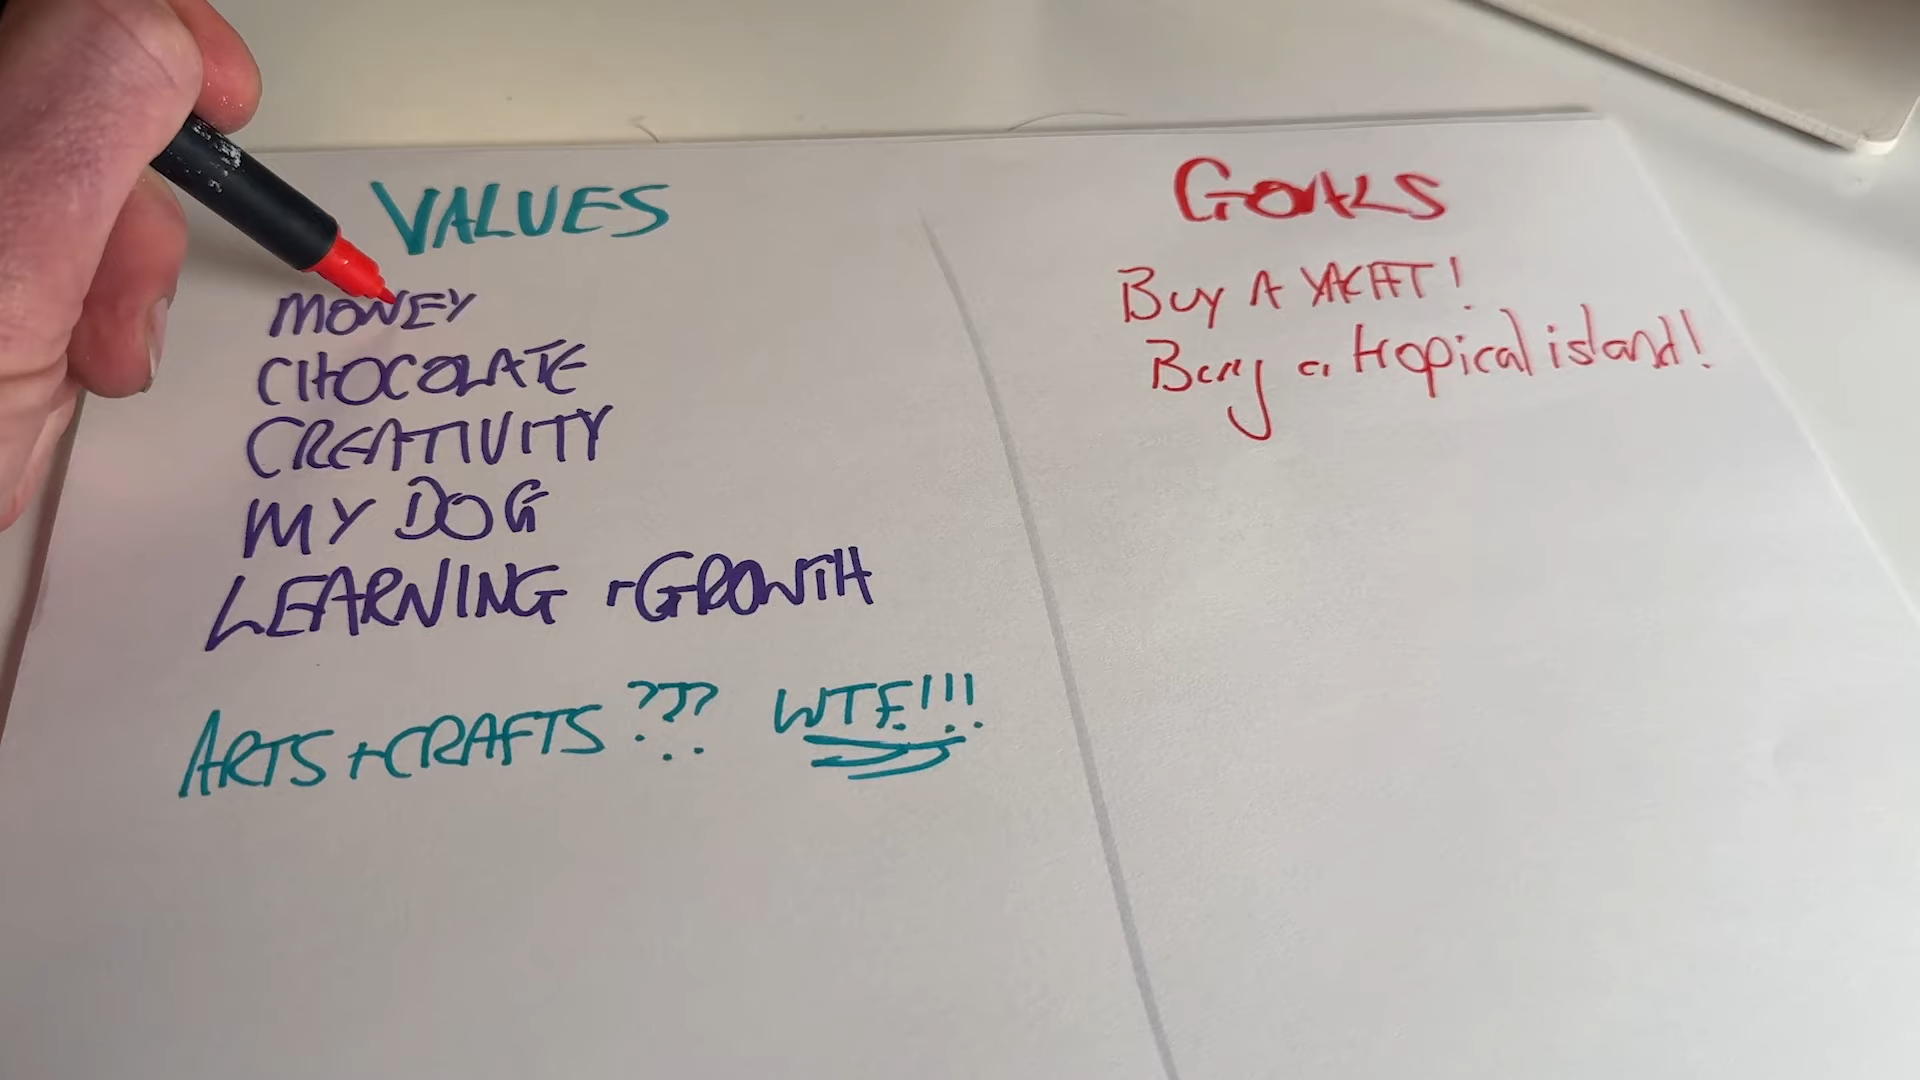 VALUES
MONEY
CHOCOLATE
CREATIVITY
MY DOG
LEARNING + GROWTH
ARTS + CRAFTS ??? WTF!!!
GOALS
BUY A YACHT!
Buy a tropical island!